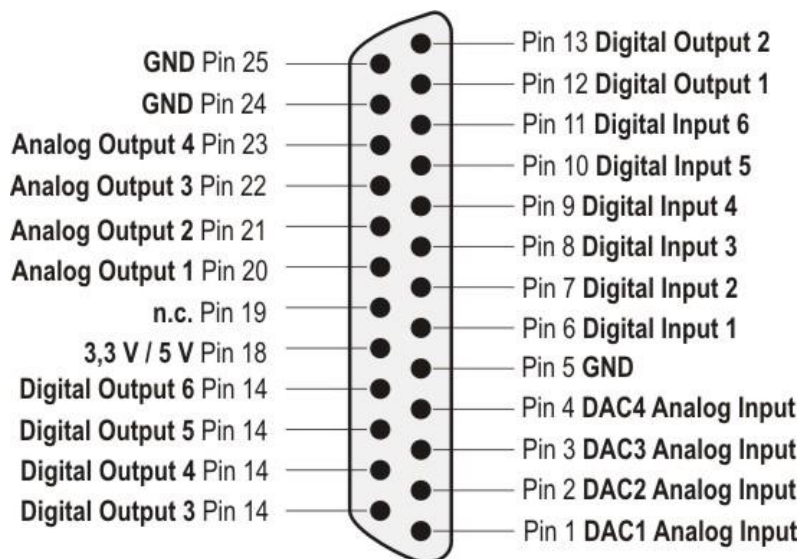 GND Pin 25
GND Pin 24
Analog Output 4 Pin 23
Analog Output 3 Pin 22
Analog Output 2 Pin 21
Analog Output 1 Pin 20
n.c. Pin 19
3,3 V / 5 V Pin 18
Digital Output 6 Pin 14
Digital Output 5 Pin 14
Digital Output 4 Pin 14
Digital Output 3 Pin 14
Pin 13 Digital Output 2
Pin 12 Digital Output 1
Pin 11 Digital Input 6
Pin 10 Digital Input 5
Pin 9 Digital Input 4
Pin 8 Digital Input 3
Pin 7 Digital Input 2
Pin 6 Digital Input 1
Pin 5 GND
Pin 4 DAC4 Analog Input
Pin 3 DAC3 Analog Input
Pin 2 DAC2 Analog Input
Pin 1 DAC1 Analog Input